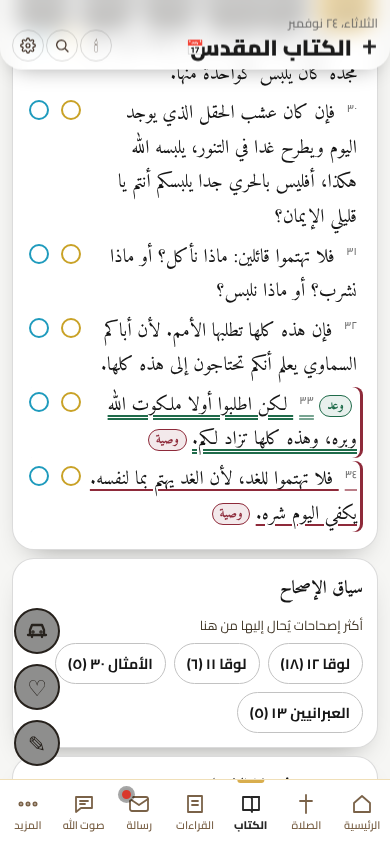 الثلاثاء، ٢٤ نوفمبر
الكتاب المقدس
مجده كان يلبس كواحدة منها.
٣٠ فإن كان عشب الحقل الذي يوجد
اليوم ويطرح غدا في التنور، يلبسه الله
هكذا، أفليس بالحري جدا يلبسكم أنتم يا
قليلي الإيمان؟
٣١ فلا تهتموا قائلين: ماذا نأكل؟ أو ماذا
نشرب؟ أو ماذا نلبس؟
٣٢ فإن هذه كلها تطلبها الأمم. لأن أباكم
السماوي يعلم أنكم تحتاجون إلى هذه كلها.
وعد ٣٣ لكن اطلبوا أولا ملكوت الله
وبره، وهذه كلها تزاد لكم. وصية
٣٤ فلا تهتموا للغد، لأن الغد يهتم بما لنفسه.
يكفي اليوم شره. وصية
سياق الإصحاح
أكثر إصحاحات يُحال إليها من هنا
لوقا ١٢ (١٨)
لوقا ١١ (٦)
الأمثال ٣٠ (٥)
العبرانيين ١٣ (٥)
الرئيسية
الصلاة
الكتاب
القراءات
رسالة
صوت الله
المزيد